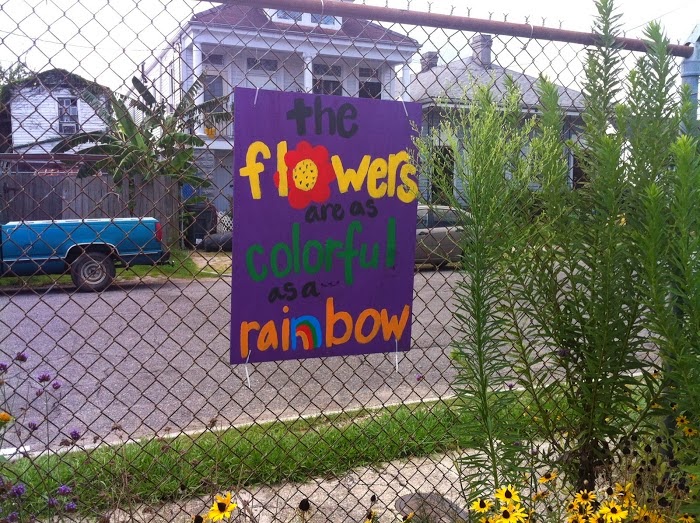 the
flowers
are as
colorful
as a...
rainbow